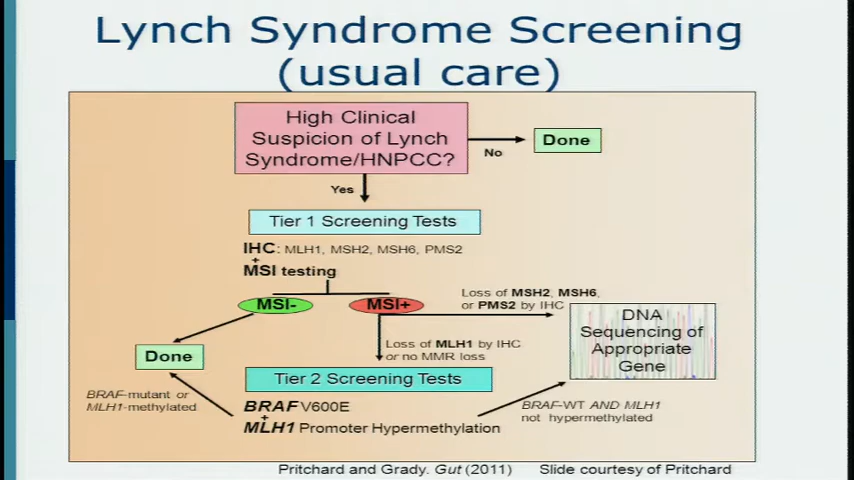 Lynch Syndrome Screening
(usual care)
High Clinical
Suspicion of Lynch
Syndrome/HNPCC?
No
Done
Yes
Tier 1 Screening Tests
IHC: MLH1, MSH2, MSH6, PMS2
+
MSI testing
MSI-
MSI+
Loss of MSH2, MSH6,
or PMS2 by IHC
DNA
Sequencing of
Appropriate
Gene
Done
Loss of MLH1 by IHC
or no MMR loss
Tier 2 Screening Tests
BRAF-mutant or
MLH1-methylated
BRAF V600E
+
MLH1 Promoter Hypermethylation
BRAF-WT AND MLH1
not hypermethylated
Pritchard and Grady. Gut (2011)
Slide courtesy of Pritchard